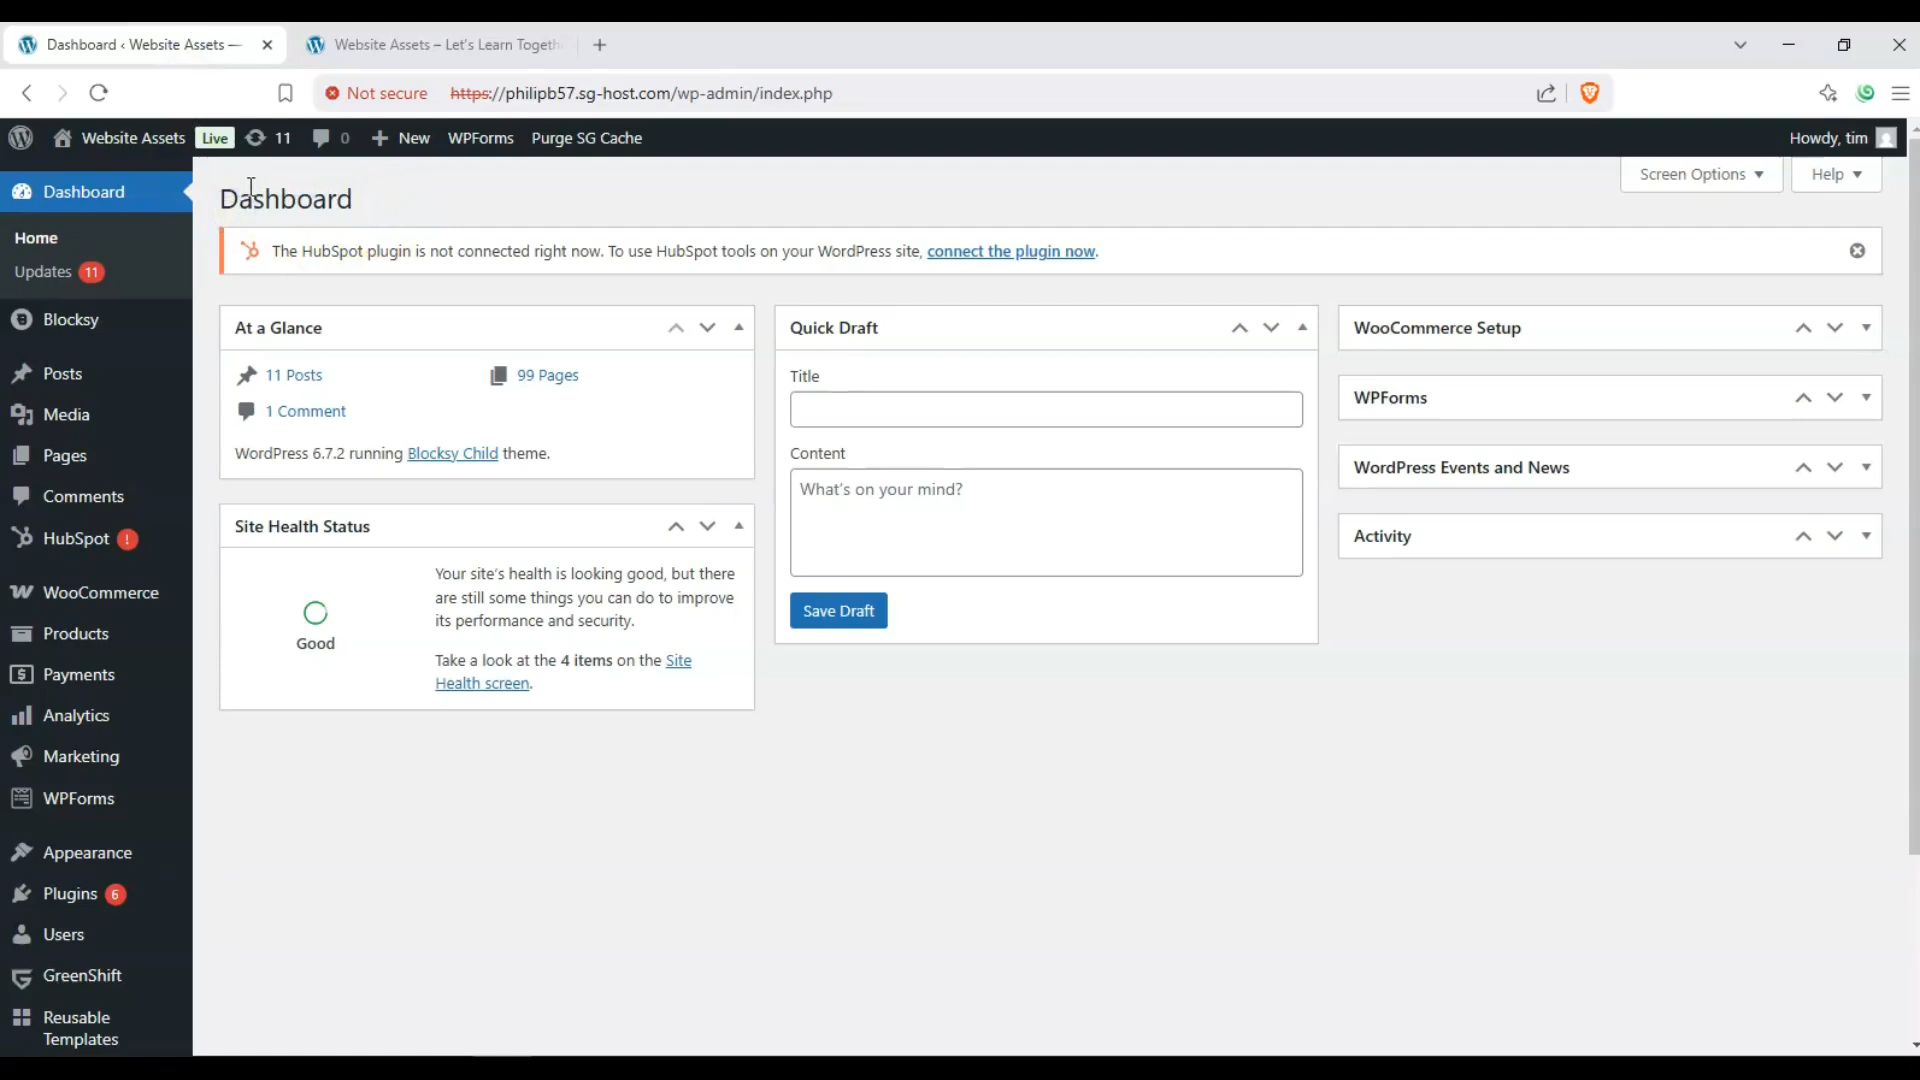 Dashboard ‹ Website Assets —
Website Assets – Let's Learn Togeth
Not secure https://philipb57.sg-host.com/wp-admin/index.php
Website Assets Live 11 0 New WPForms Purge SG Cache Howdy, tim
Dashboard
Home
Updates 11
Blocksy
Posts
Media
Pages
Comments
HubSpot !
WooCommerce
Products
Payments
Analytics
Marketing
WPForms
Appearance
Plugins 6
Users
GreenShift
Reusable
Templates
Screen Options Help
Dashboard
The HubSpot plugin is not connected right now. To use HubSpot tools on your WordPress site, connect the plugin now.
At a Glance
11 Posts 99 Pages
1 Comment
WordPress 6.7.2 running Blocksy Child theme.
Site Health Status
Good
Your site's health is looking good, but there
are still some things you can do to improve
its performance and security.
Take a look at the 4 items on the Site
Health screen.
Quick Draft
Title
Content
What's on your mind?
Save Draft
WooCommerce Setup
WPForms
WordPress Events and News
Activity